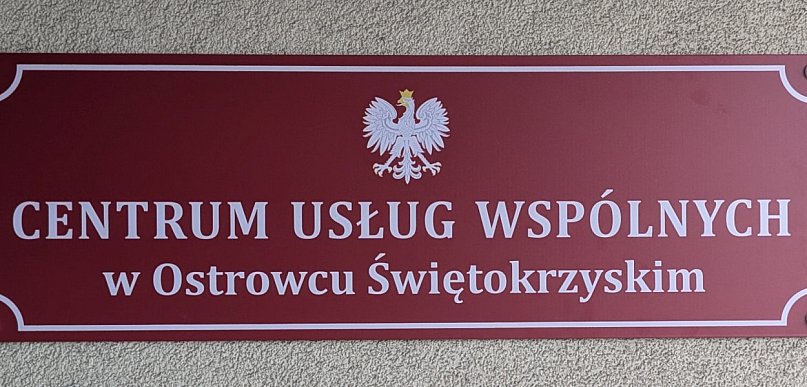 CENTRUM USŁUG WSPÓLNYCH
w Ostrowcu Świętokrzyskim